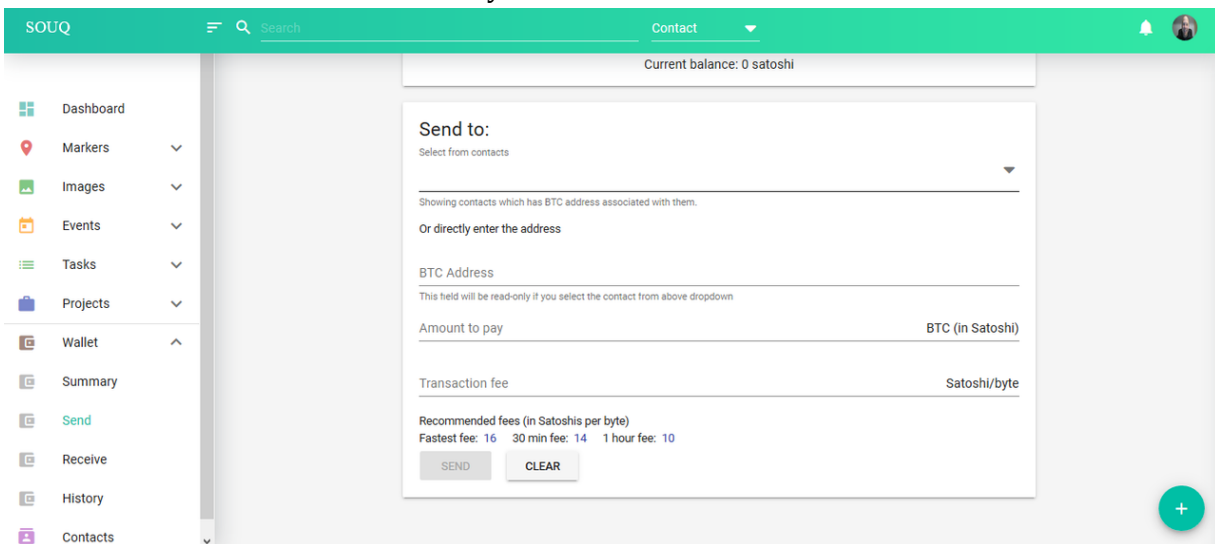 SOUQ
Search
Contact
Current balance: 0 satoshi
Dashboard
Markers
Images
Events
Tasks
Projects
Wallet
Summary
Send
Receive
History
Contacts
Send to:
Select from contacts
Showing contacts which has BTC address associated with them.
Or directly enter the address
BTC Address
This field will be read-only if you select the contact from above dropdown
Amount to pay BTC (in Satoshi)
Transaction fee Satoshi/byte
Recommended fees (in Satoshis per byte)
Fastest fee: 16 30 min fee: 14 1 hour fee: 10
SEND CLEAR
+